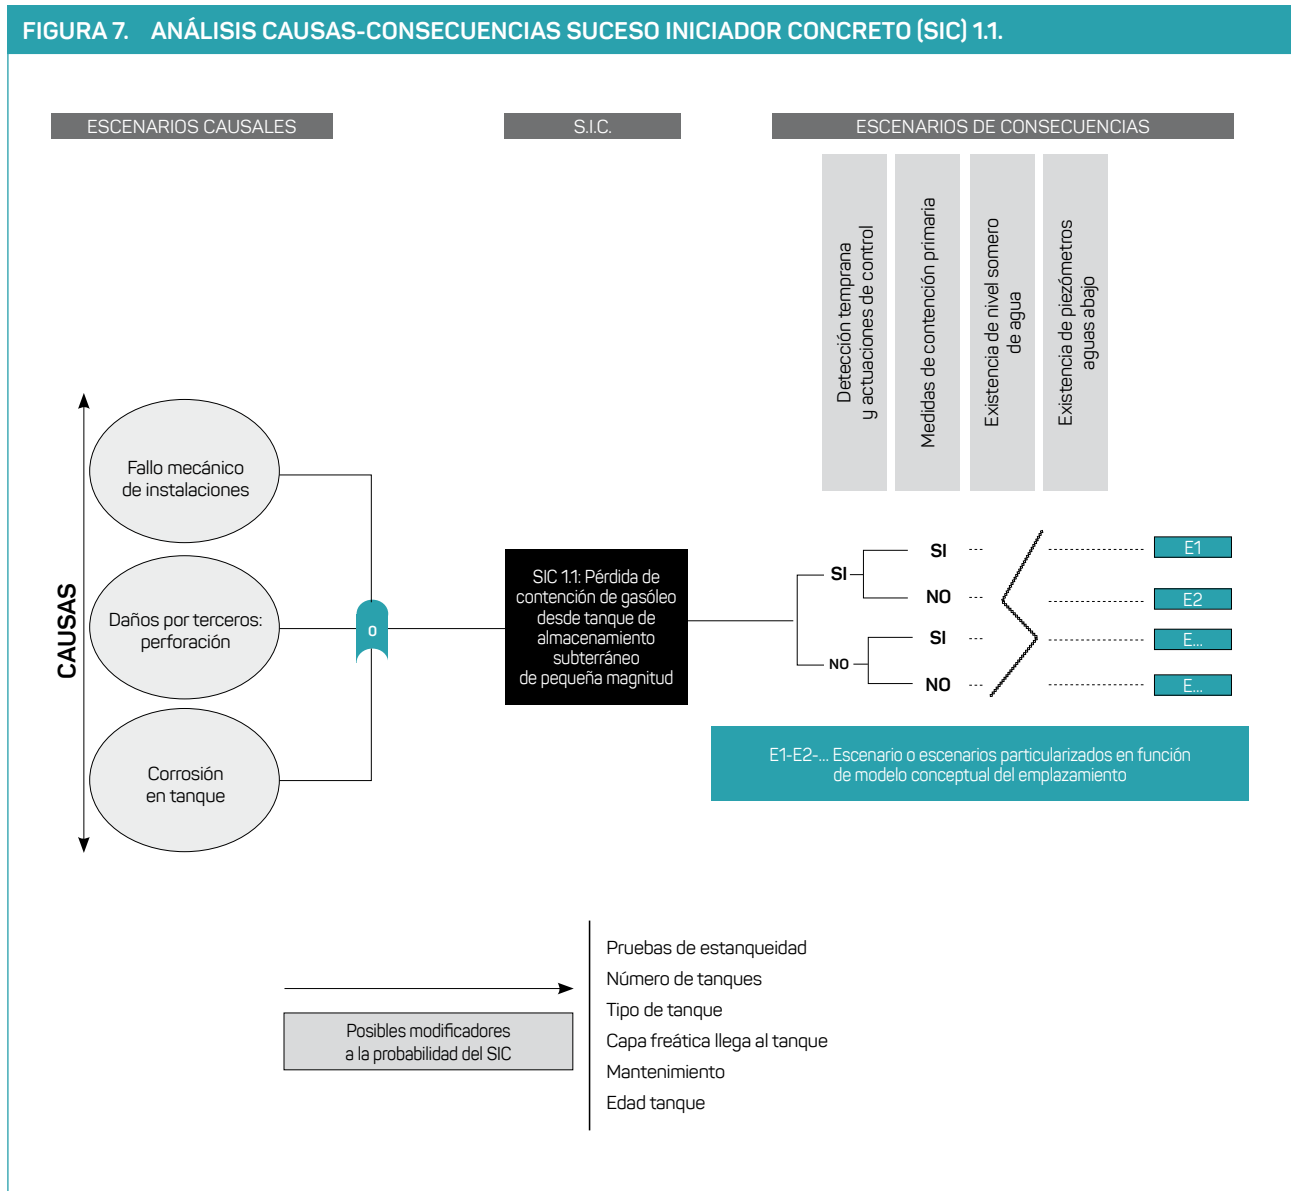 FIGURA 7. ANÁLISIS CAUSAS-CONSECUENCIAS SUCESO INICIADOR CONCRETO (SIC) 1.1.
ESCENARIOS CAUSALES
S.I.C.
ESCENARIOS DE CONSECUENCIAS
Detección temprana
y actuaciones de control
Medidas de contención primaria
Existencia de nivel somero
de agua
Existencia de piezómetros
aguas abajo
CAUSAS
Fallo mecánico
de instalaciones
Daños por terceros:
perforación
Corrosión
en tanque
O
SIC 1.1: Pérdida de
contención de gasóleo
desde tanque de
almacenamiento
subterráneo
de pequeña magnitud
SI
SI
NO
NO
SI
NO
E1
E2
E...
E...
E1-E2-... Escenario o escenarios particularizados en función
de modelo conceptual del emplazamiento
Posibles modificadores
a la probabilidad del SIC
Pruebas de estanqueidad
Número de tanques
Tipo de tanque
Capa freática llega al tanque
Mantenimiento
Edad tanque